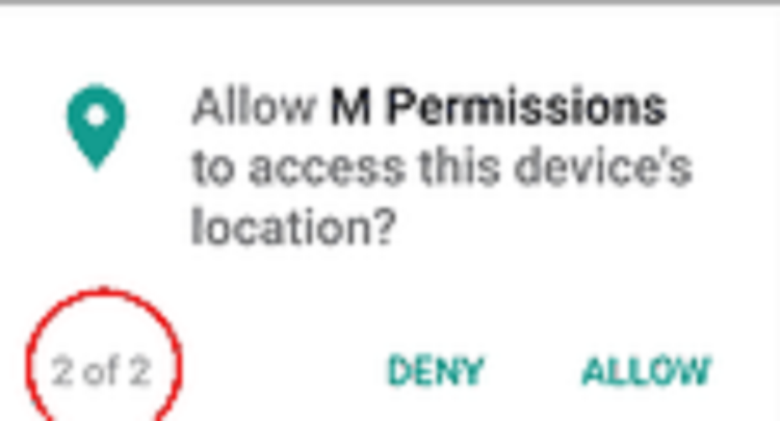 Allow M Permissions
to access this device's
location?
2 of 2 DENY ALLOW